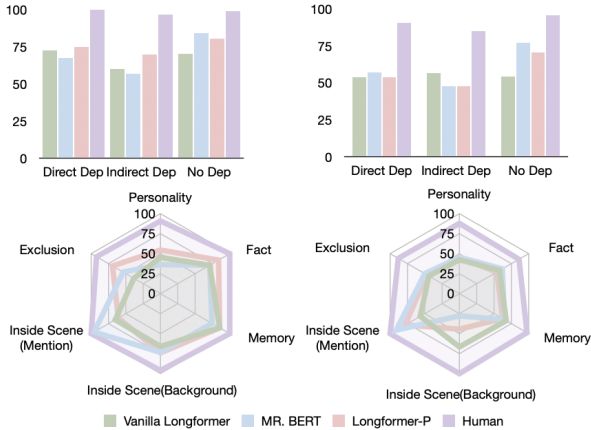 100
75
50
25
0
Direct Dep Indirect Dep No Dep
100
75
50
25
0
Direct Dep Indirect Dep No Dep
Personality
100
75
50
25
0
Exclusion
Fact
Inside Scene
(Mention)
Memory
Inside Scene(Background)
Personality
100
75
50
25
0
Exclusion
Fact
Inside Scene
(Mention)
Memory
Inside Scene(Background)
Vanilla Longformer MR. BERT Longformer-P Human